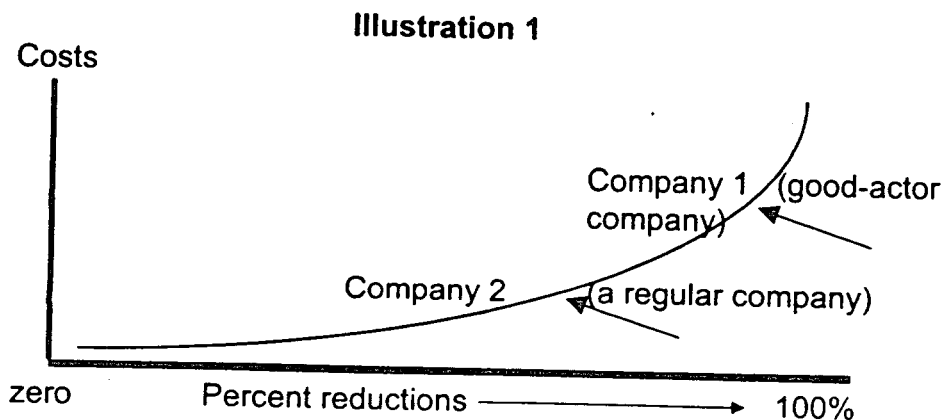 Illustration 1
Costs
Company 1 (good-actor
company)
Company 2 (a regular company)
zero Percent reductions 100%